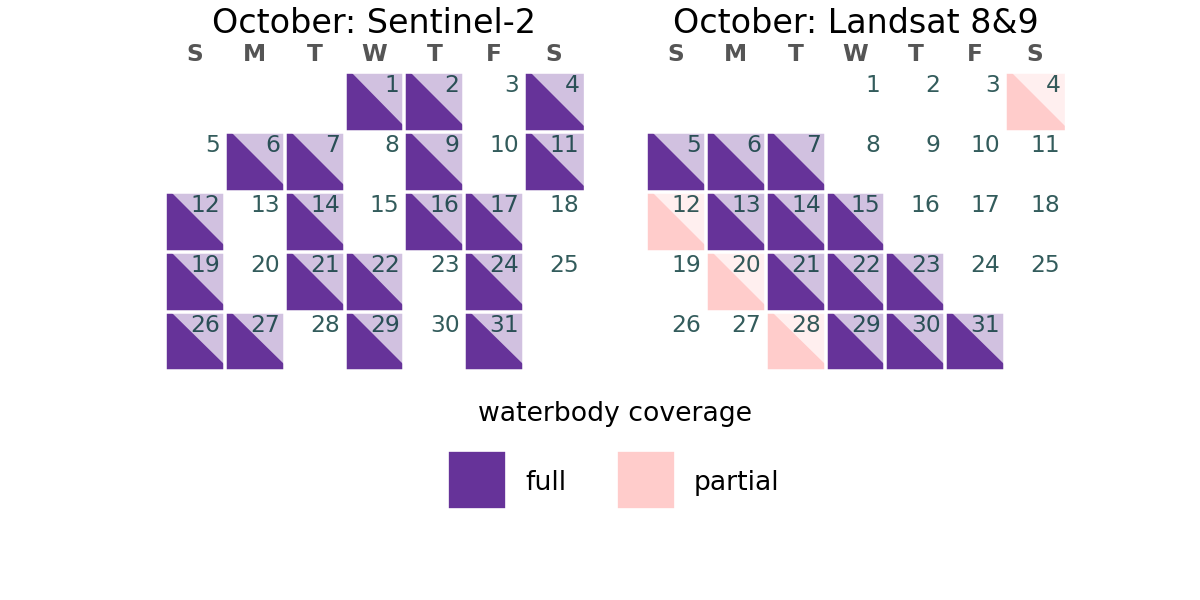 October: Sentinel-2
S M T W T F S
1 2 3 4
5 6 7 8 9 10 11
12 13 14 15 16 17 18
19 20 21 22 23 24 25
26 27 28 29 30 31
October: Landsat 8&9
S M T W T F S
1 2 3 4
5 6 7 8 9 10 11
12 13 14 15 16 17 18
19 20 21 22 23 24 25
26 27 28 29 30 31
waterbody coverage
full partial